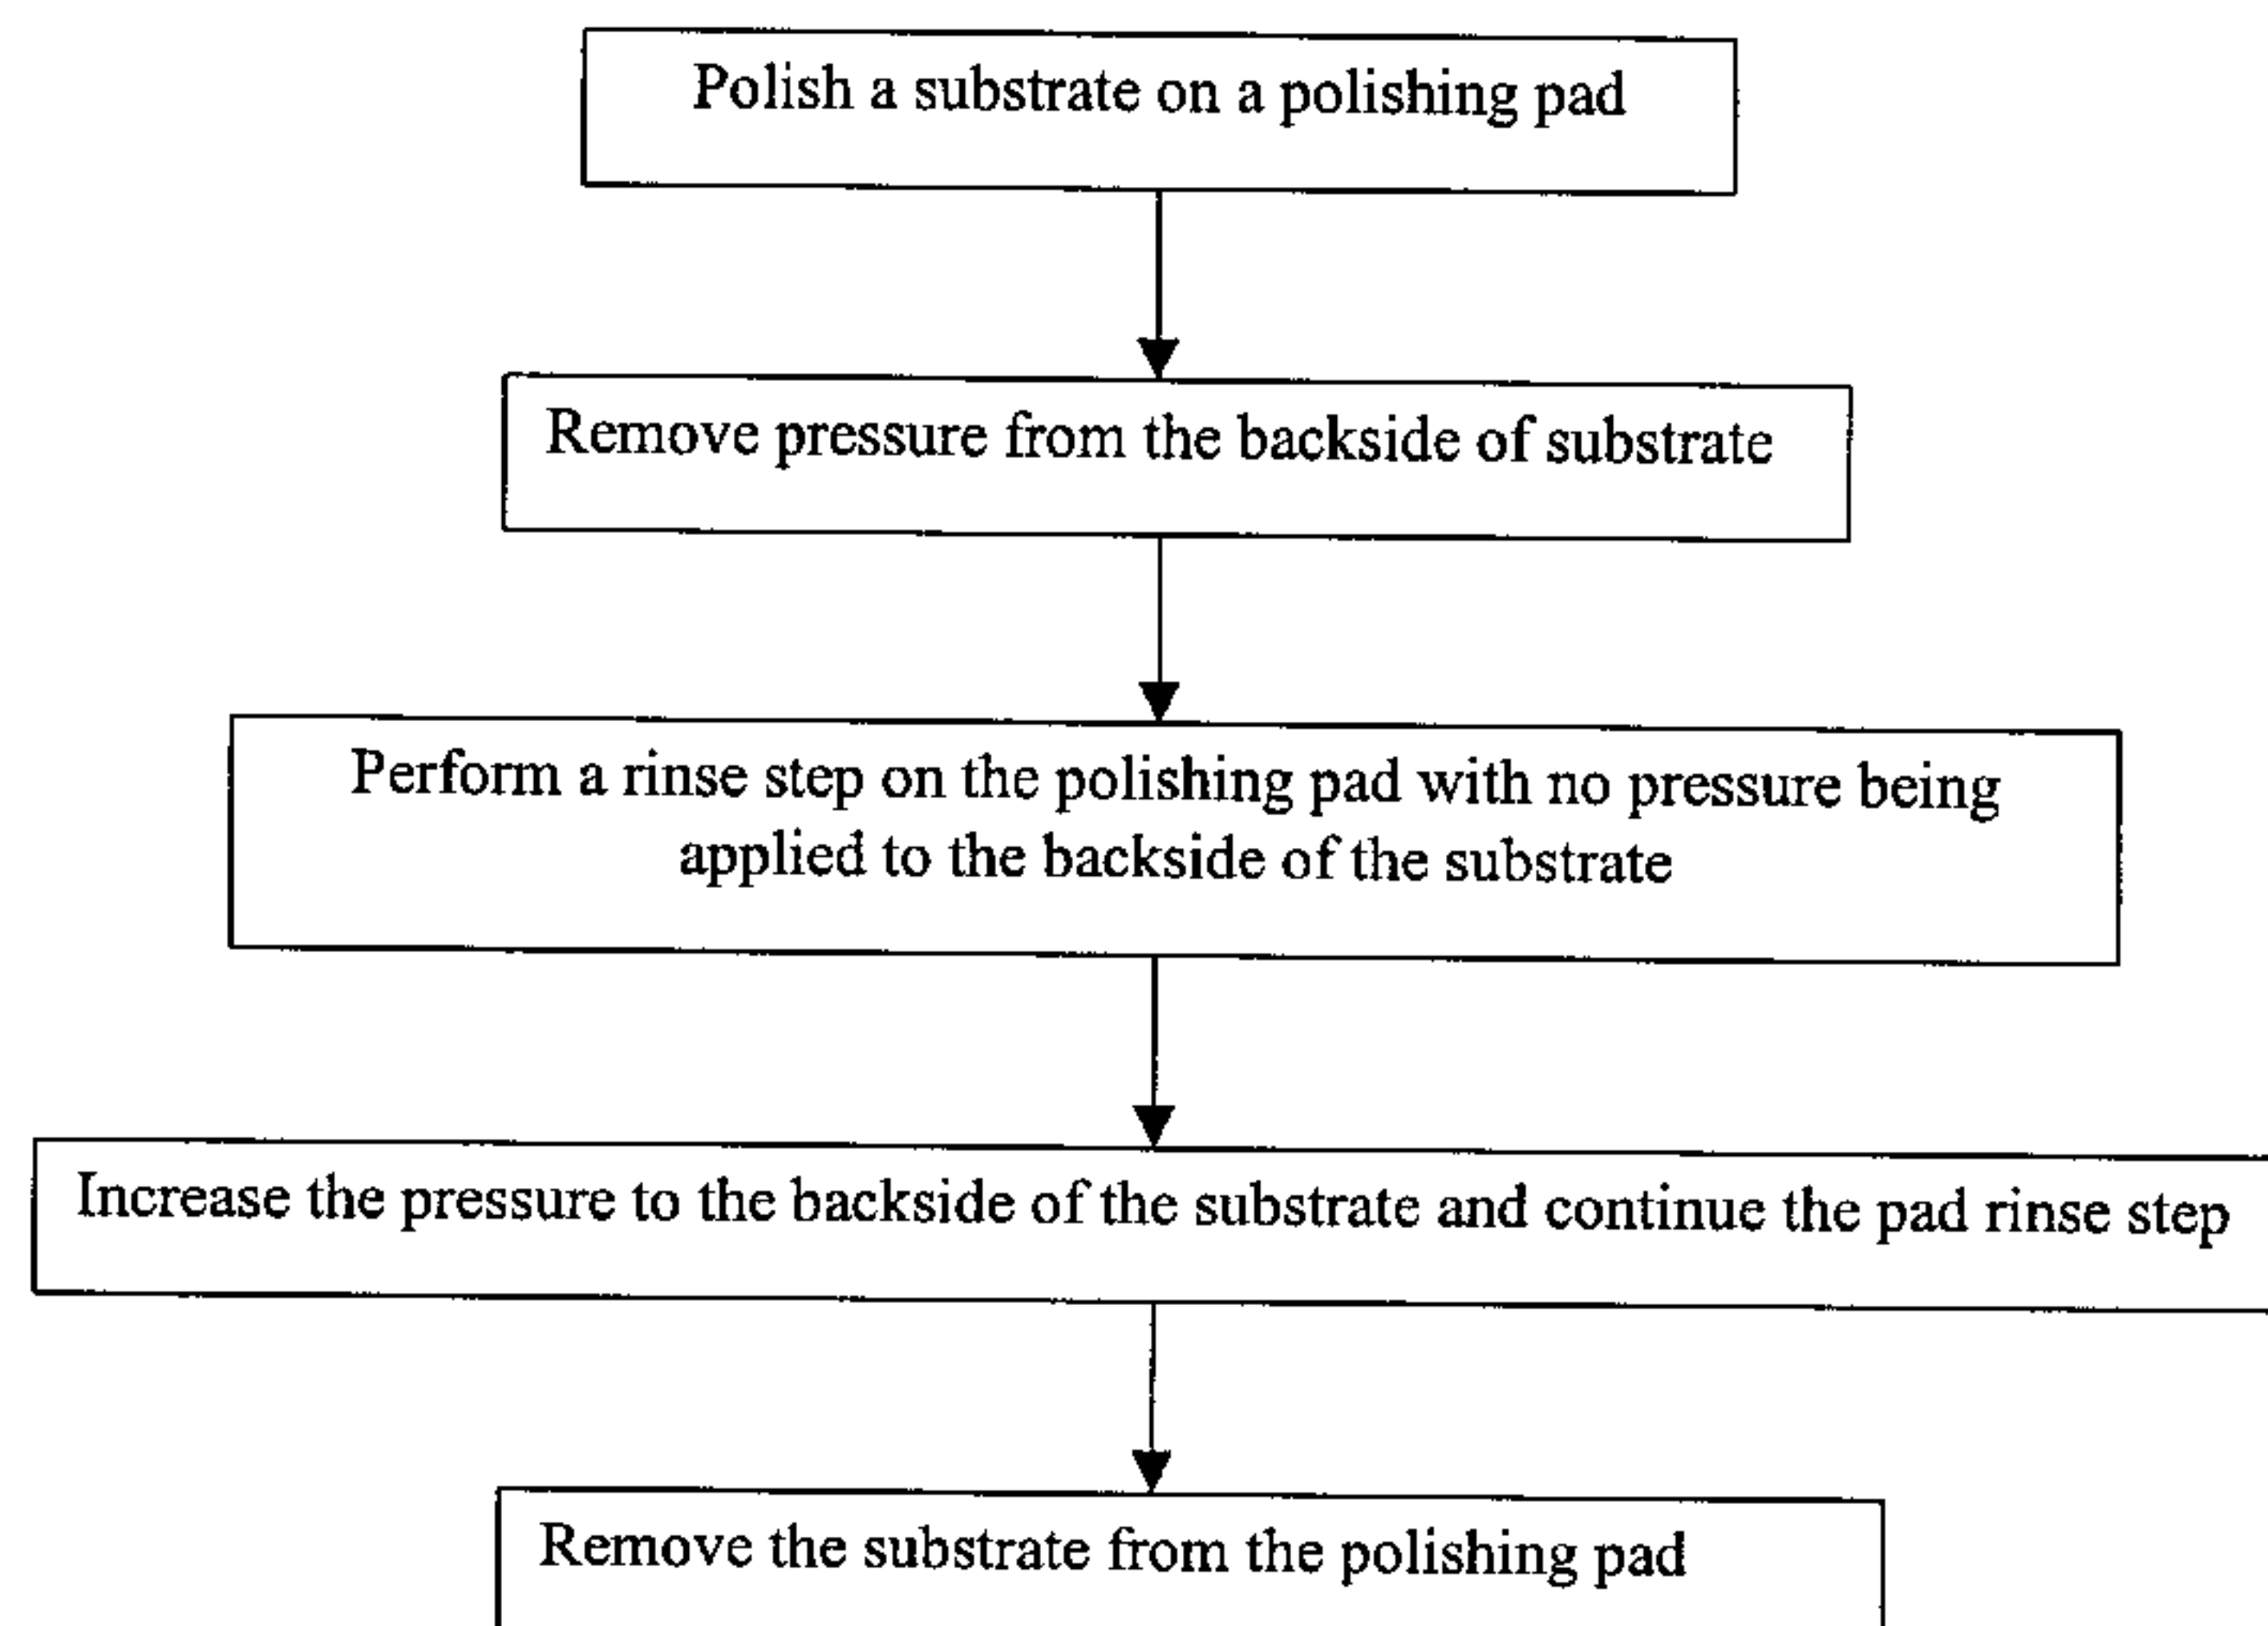 Polish a substrate on a polishing pad
Remove pressure from the backside of substrate
Perform a rinse step on the polishing pad with no pressure being
applied to the backside of the substrate
Increase the pressure to the backside of the substrate and continue the pad rinse step
Remove the substrate from the polishing pad